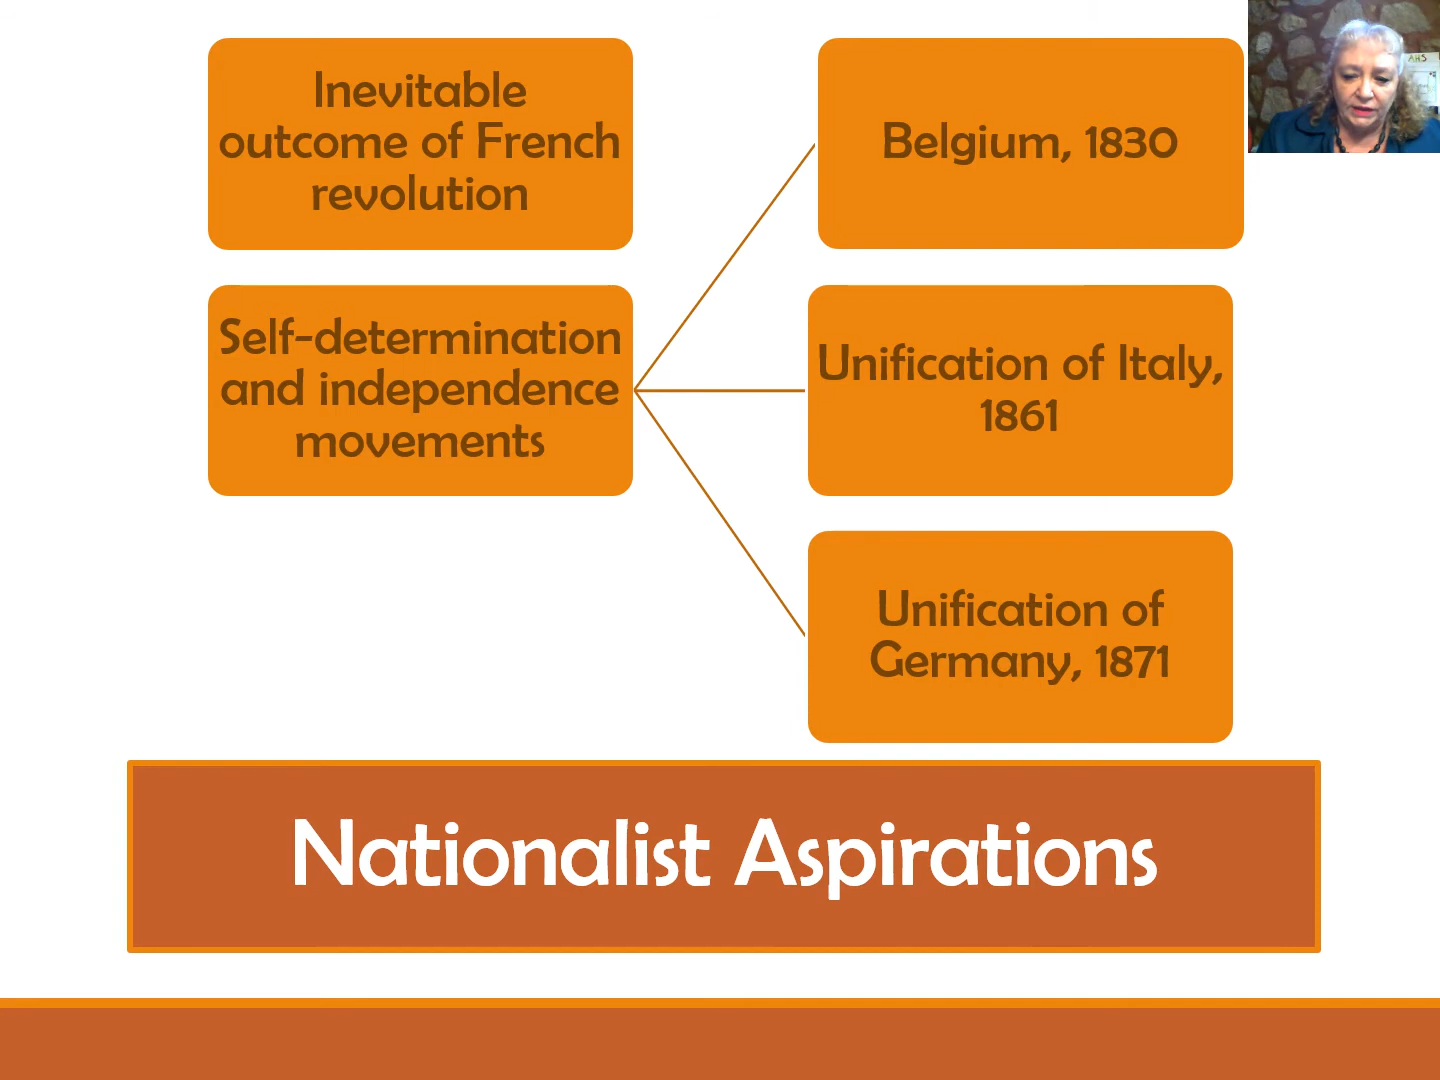 Inevitable
outcome of French
revolution
Belgium, 1830
AHS
Self-determination
and independence
movements
Unification of Italy,
1861
Unification of
Germany, 1871
Nationalist Aspirations